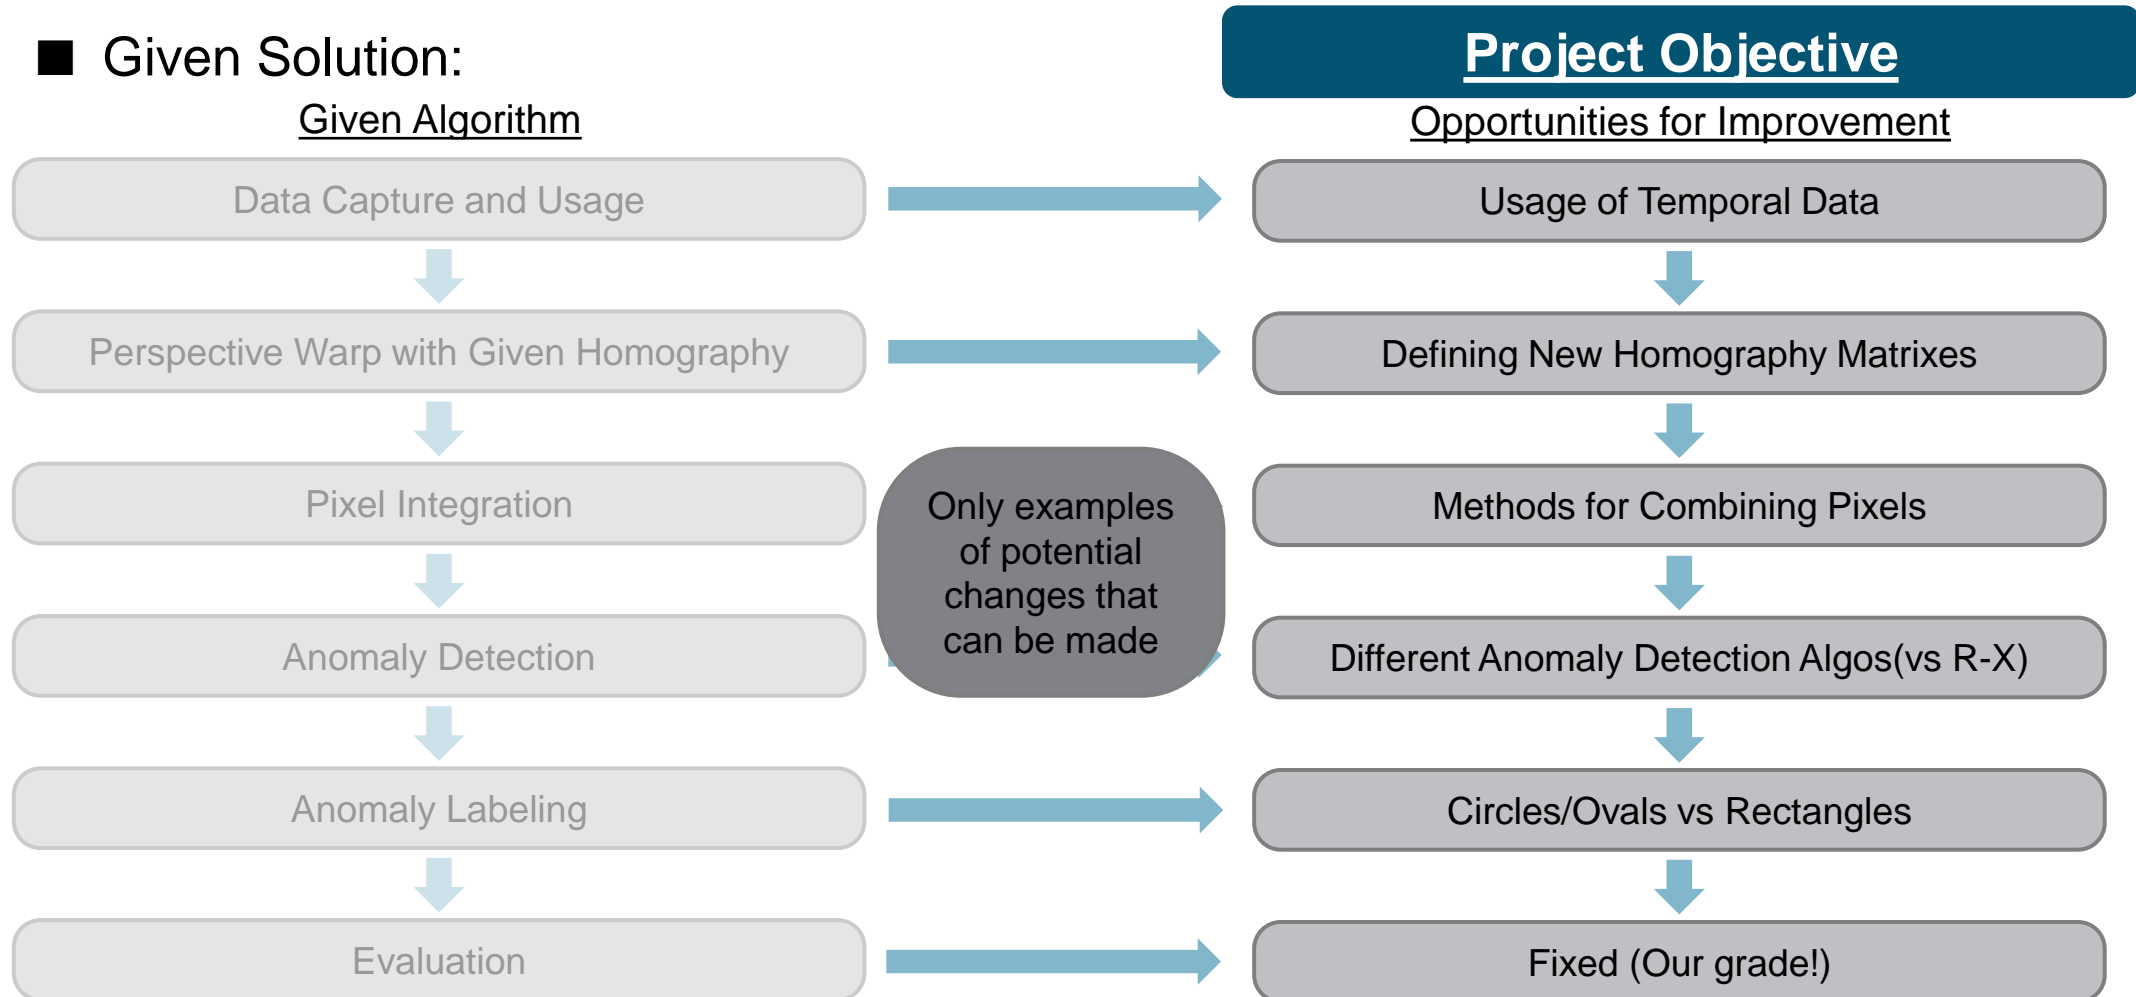 ■ Given Solution:
Project Objective
Given Algorithm
Opportunities for Improvement
Data Capture and Usage
Usage of Temporal Data
Perspective Warp with Given Homography
Defining New Homography Matrixes
Pixel Integration
Only examples
of potential
changes that
can be made
Methods for Combining Pixels
Anomaly Detection
Different Anomaly Detection Algos(vs R-X)
Anomaly Labeling
Circles/Ovals vs Rectangles
Evaluation
Fixed (Our grade!)